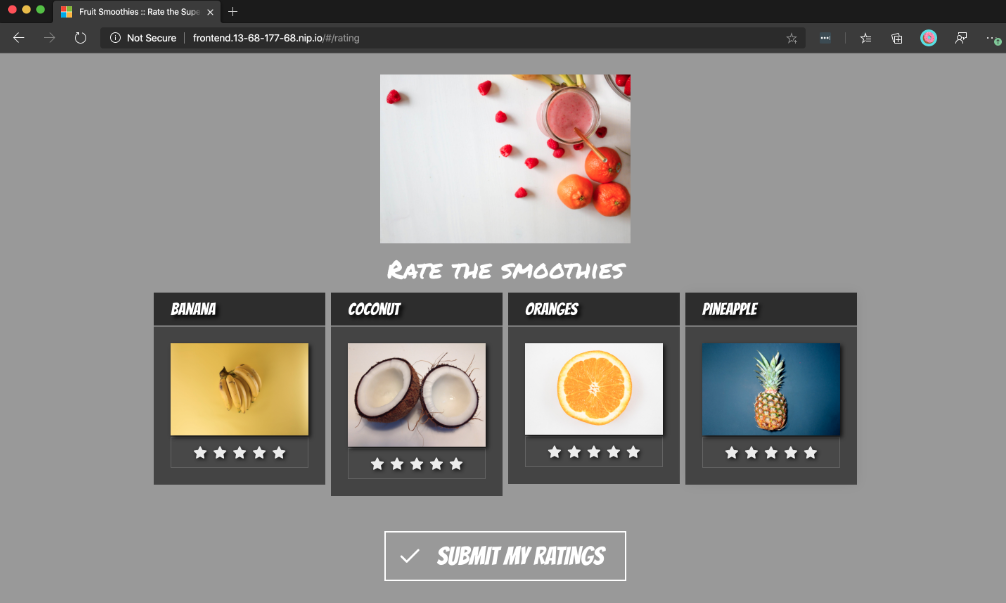 Fruit Smoothies :: Rate the Supe
Not Secure
frontend.13-68-177-68.nip.io/#/rating
RATE THE SMOOTHIES
BANANA
COCONUT
ORANGES
PINEAPPLE
SUBMIT MY RATINGS